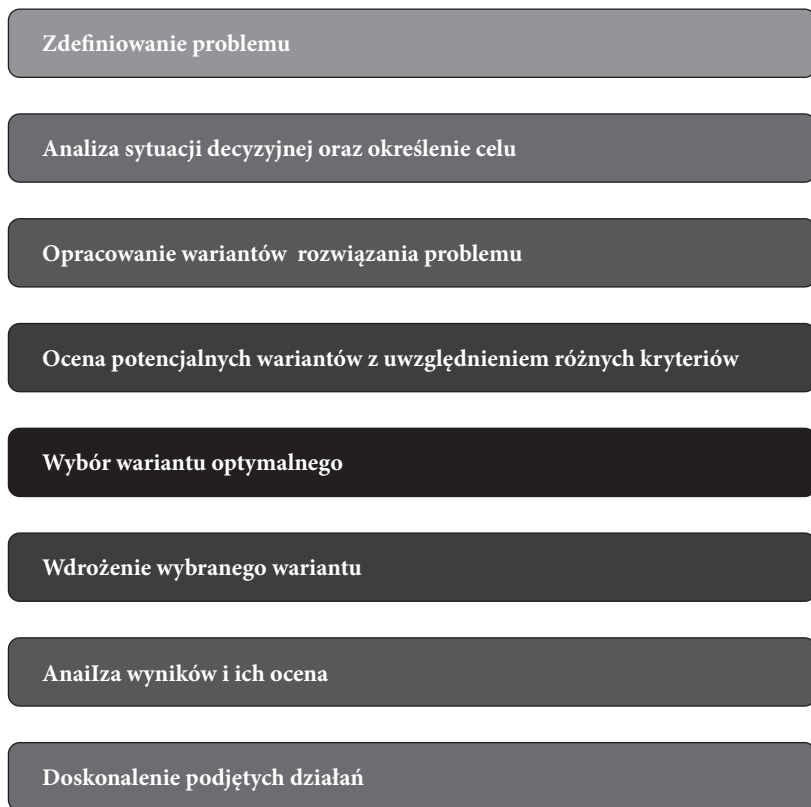 Zdefiniowanie problemu
Analiza sytuacji decyzyjnej oraz określenie celu
Opracowanie wariantów  rozwiązania problemu
Ocena potencjalnych wariantów z uwzględnieniem różnych kryteriów
Wybór wariantu optymalnego
Wdrożenie wybranego wariantu
AnaiIza wyników i ich ocena
Doskonalenie podjętych działań